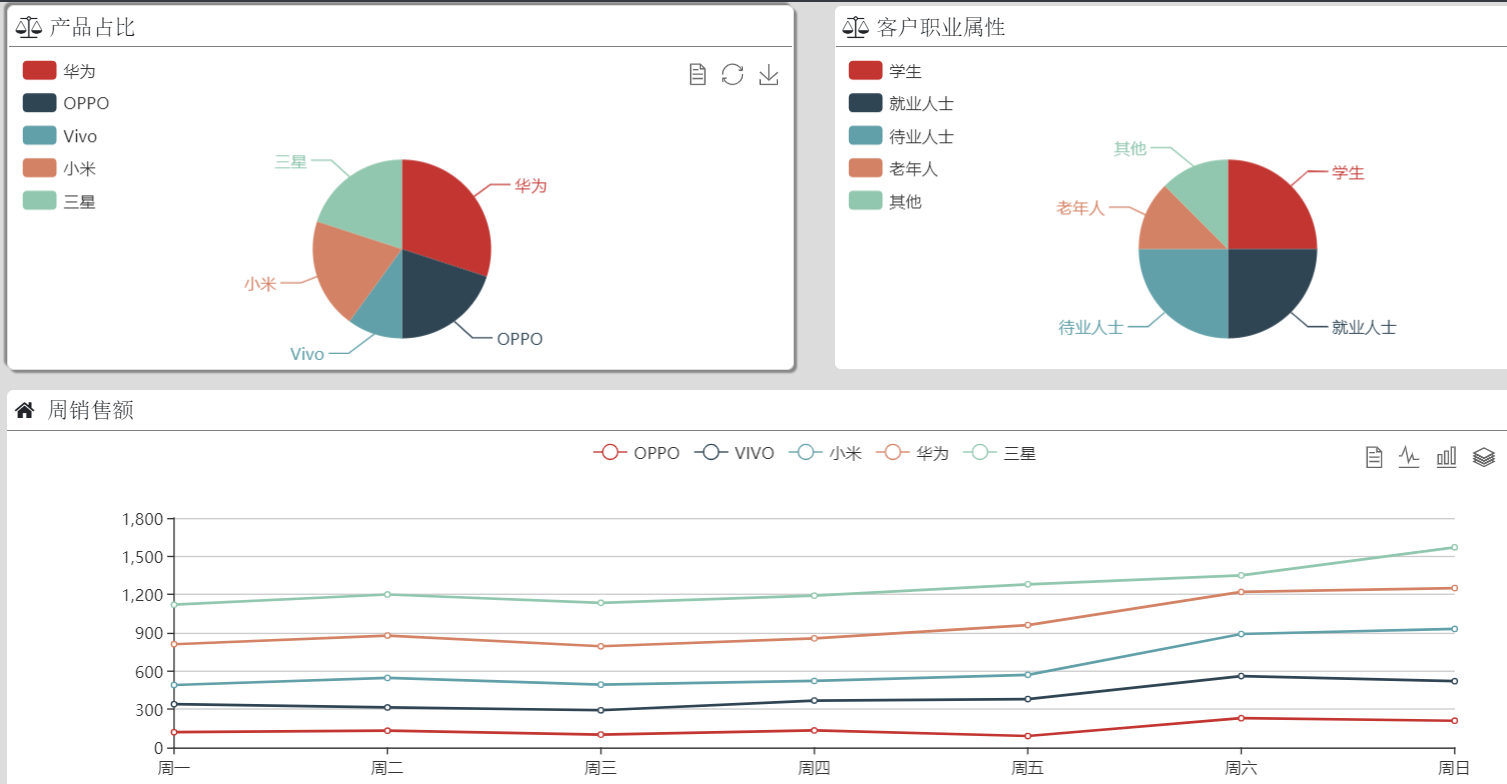 产品占比
华为
OPPO
Vivo
小米
三星
三星
华为
小米
OPPO
Vivo
客户职业属性
学生
就业人士
待业人士
老年人
其他
其他
学生
老年人
待业人士
就业人士
周销售额
OPPO VIVO 小米 华为 三星
1,800
1,500
1,200
900
600
300
0
周一 周二 周三 周四 周五 周六 周日